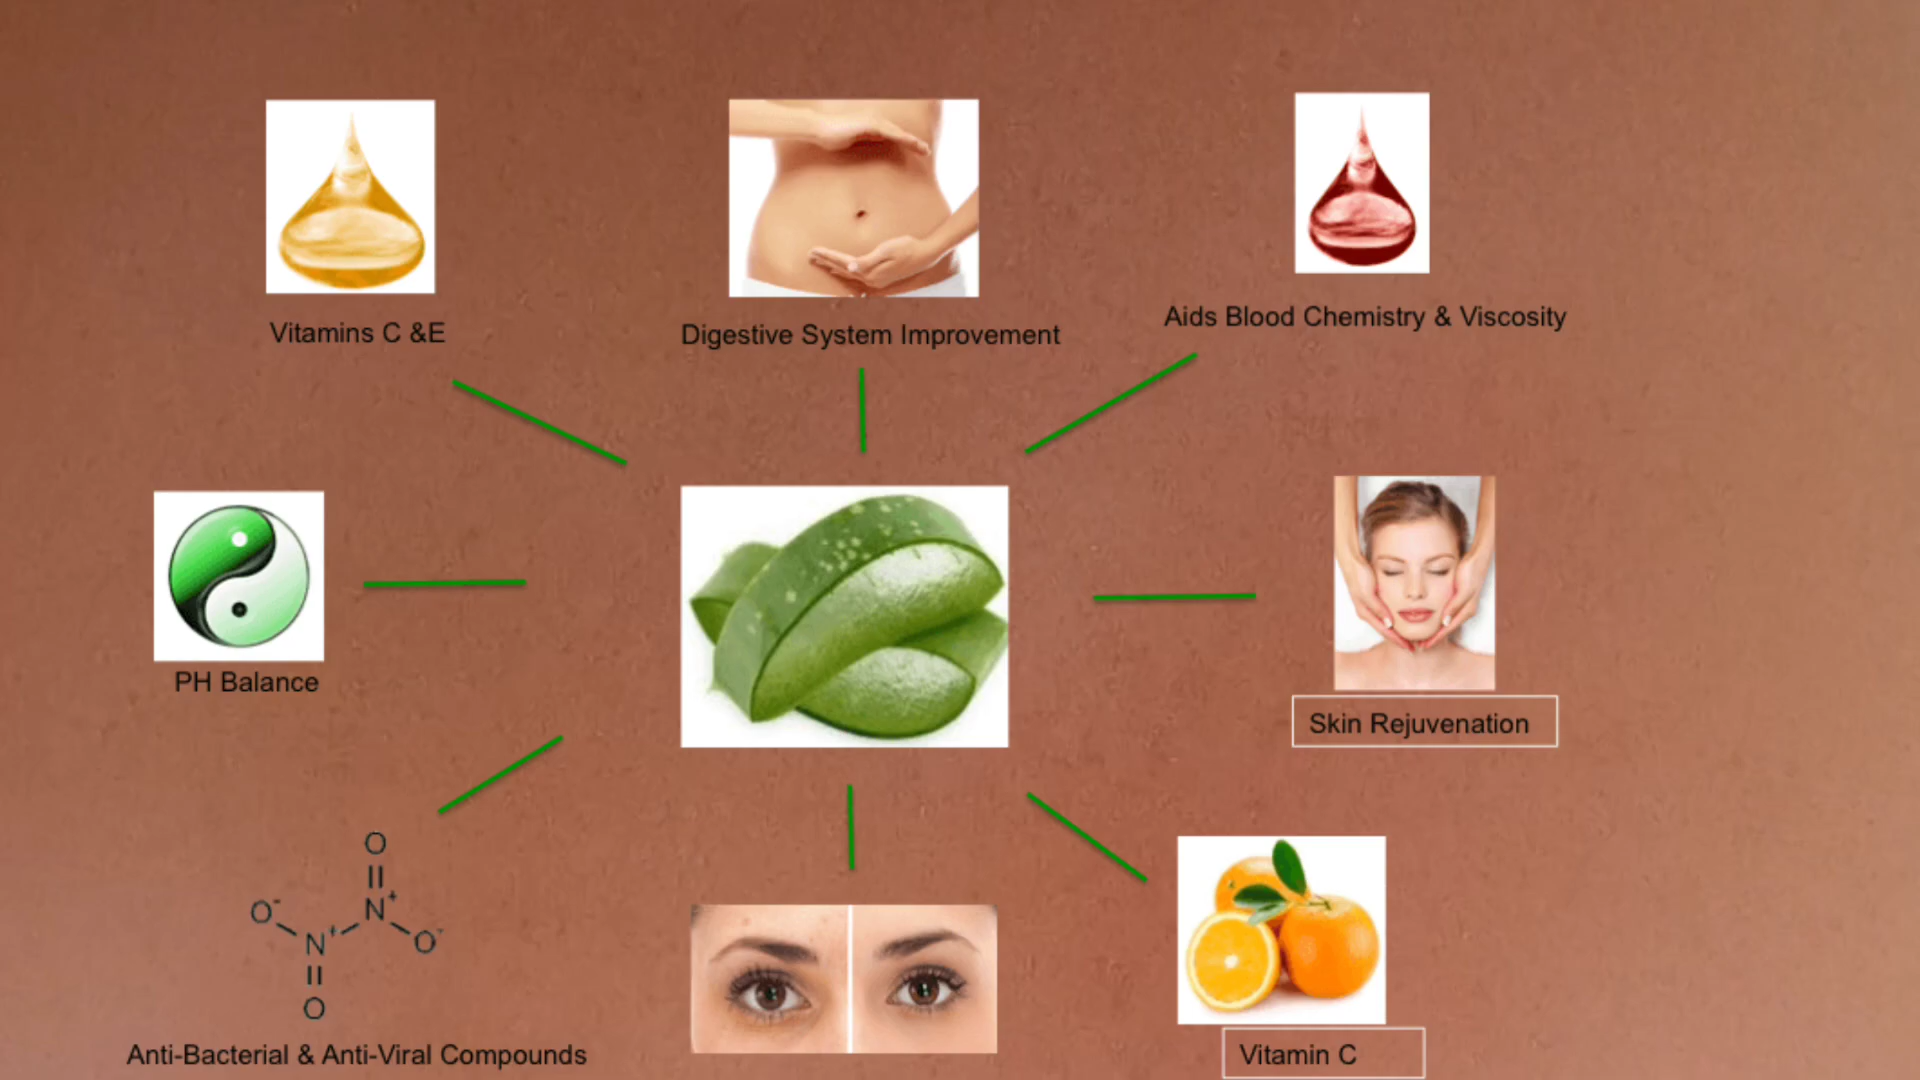 Vitamins C &E
Digestive System Improvement
Aids Blood Chemistry & Viscosity
PH Balance
Skin Rejuvenation
O
O-
N+
N+
O-
O
Anti-Bacterial & Anti-Viral Compounds
Vitamin C